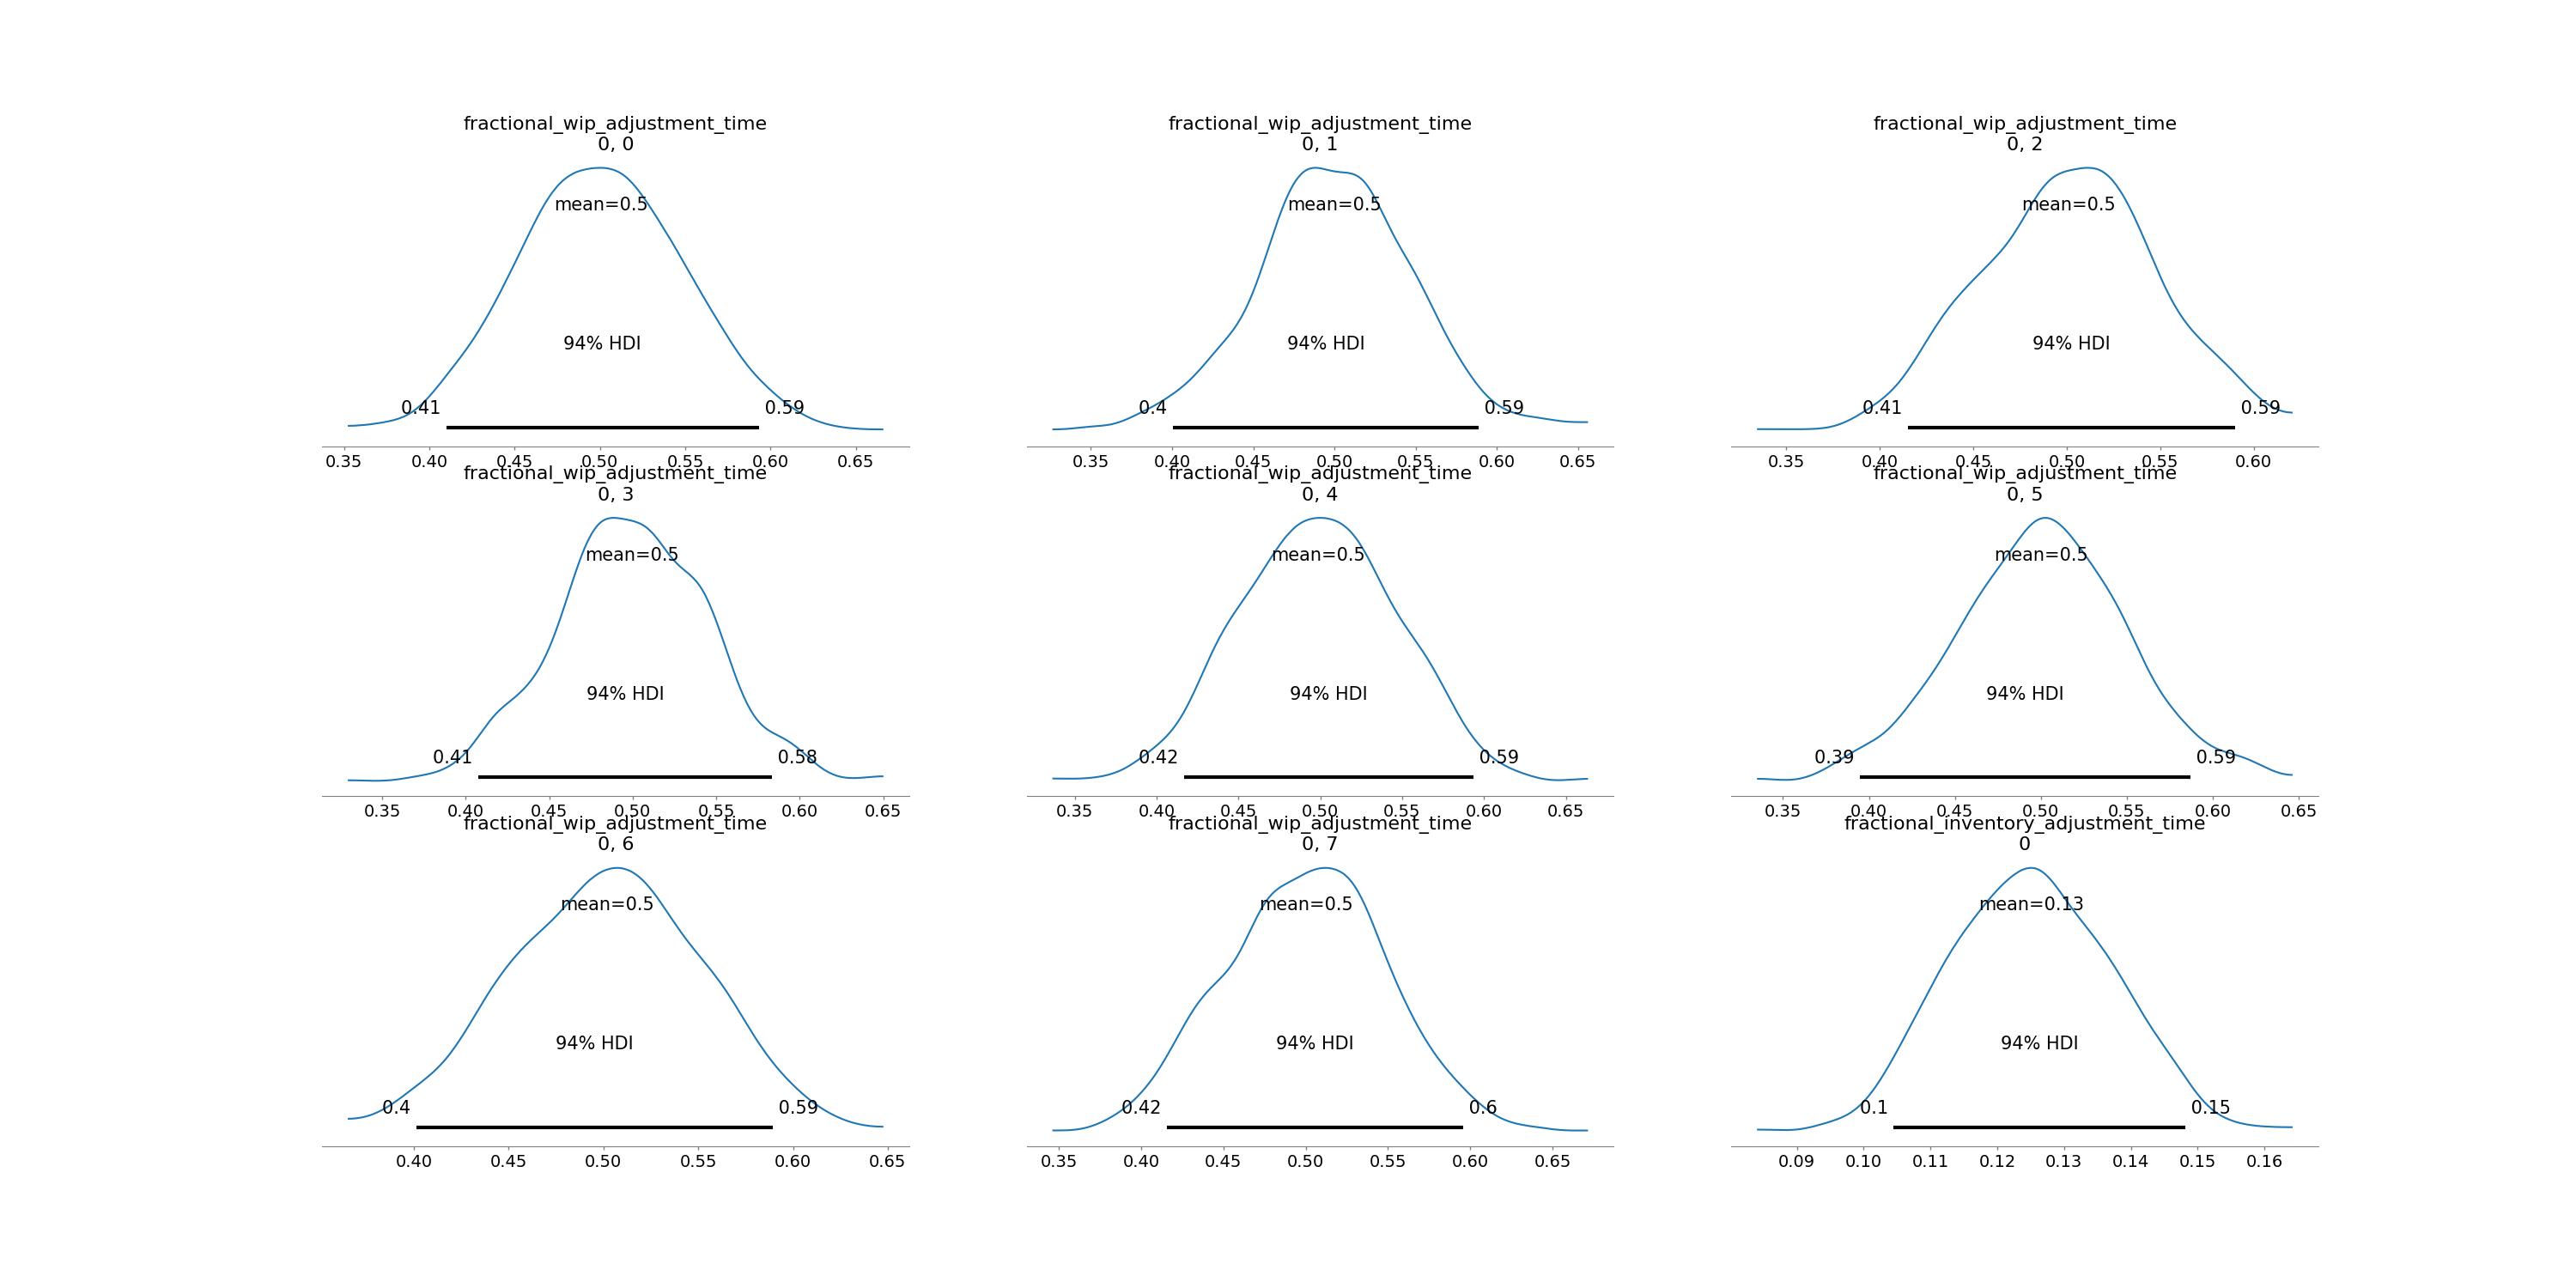 fractional_wip_adjustment_time
0, 0
mean=0.5
94% HDI
0.41 0.59
0.35 0.40 0.45 0.50 0.55 0.60 0.65
fractional_wip_adjustment_time
0, 1
mean=0.5
94% HDI
0.4 0.59
0.35 0.40 0.45 0.50 0.55 0.60 0.65
fractional_wip_adjustment_time
0, 2
mean=0.5
94% HDI
0.41 0.59
0.35 0.40 0.45 0.50 0.55 0.60
fractional_wip_adjustment_time
0, 3
mean=0.5
94% HDI
0.41 0.58
0.35 0.40 0.45 0.50 0.55 0.60 0.65
fractional_wip_adjustment_time
0, 4
mean=0.5
94% HDI
0.42 0.59
0.35 0.40 0.45 0.50 0.55 0.60 0.65
fractional_wip_adjustment_time
0, 5
mean=0.5
94% HDI
0.39 0.59
0.35 0.40 0.45 0.50 0.55 0.60 0.65
fractional_wip_adjustment_time
0, 6
mean=0.5
94% HDI
0.4 0.59
0.40 0.45 0.50 0.55 0.60 0.65
fractional_wip_adjustment_time
0, 7
mean=0.5
94% HDI
0.42 0.6
0.35 0.40 0.45 0.50 0.55 0.60 0.65
fractional_inventory_adjustment_time
0
mean=0.13
94% HDI
0.1 0.15
0.09 0.10 0.11 0.12 0.13 0.14 0.15 0.16